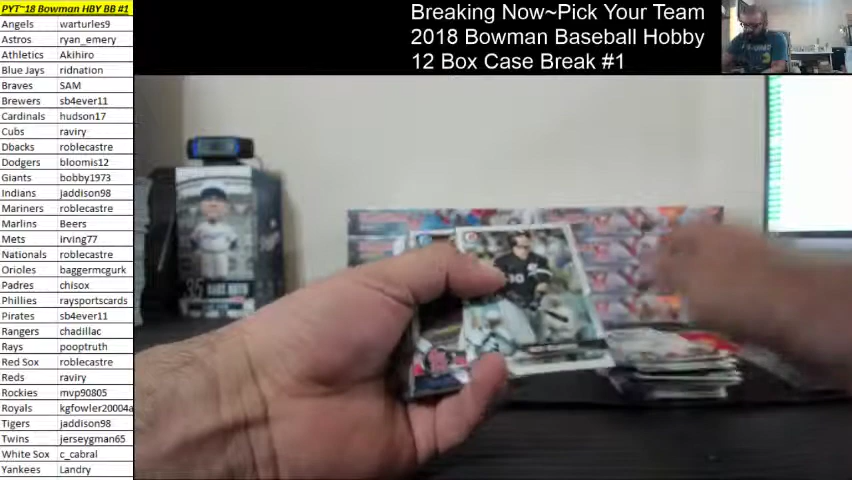 PYT~18 Bowman HBY BB #1
Angels warturles9
Astros ryan_emery
Athletics Akihiro
Blue Jays ridnation
Braves SAM
Brewers sb4ever11
Cardinals hudson17
Cubs raviry
Dbacks roblecastre
Dodgers bloomis12
Giants bobby1973
Indians jaddison98
Mariners roblecastre
Marlins Beers
Mets irving77
Nationals roblecastre
Orioles baggermcgurk
Padres chisox
Phillies raysportscards
Pirates sb4ever11
Rangers chadillac
Rays pooptruth
Red Sox roblecastre
Reds raviry
Rockies mvp90805
Royals kgfowler20004a
Tigers jaddison98
Twins jerseygman65
White Sox c_cabral
Yankees Landry
Breaking Now~Pick Your Team
2018 Bowman Baseball Hobby
12 Box Case Break #1